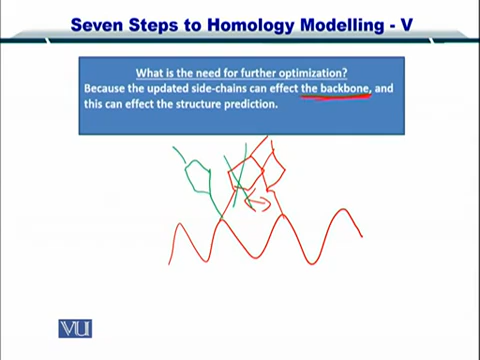 Seven Steps to Homology Modelling - V
What is the need for further optimization?
Because the updated side-chains can effect the backbone, and
this can effect the structure prediction.
VU